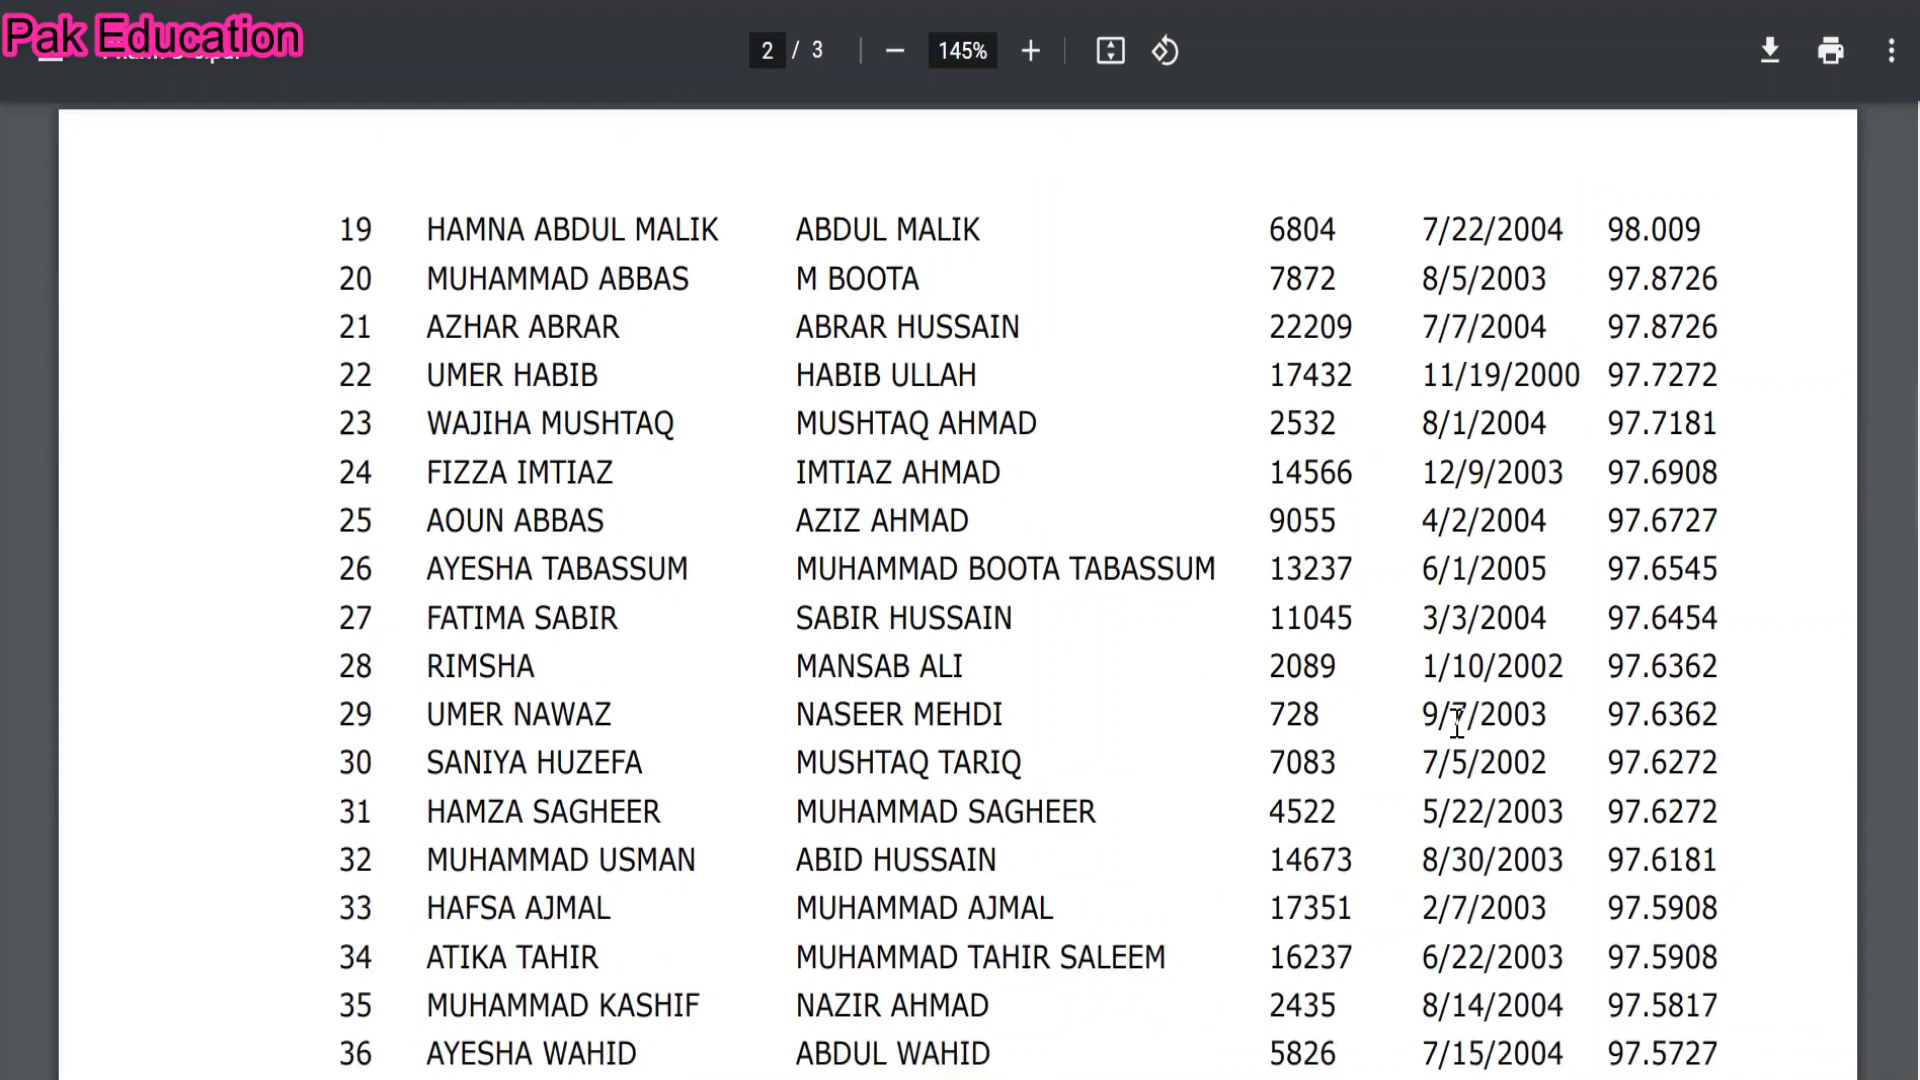 Pak Education
2 / 3 145%
19 HAMNA ABDUL MALIK ABDUL MALIK 6804 7/22/2004 98.009
20 MUHAMMAD ABBAS M BOOTA 7872 8/5/2003 97.8726
21 AZHAR ABRAR ABRAR HUSSAIN 22209 7/7/2004 97.8726
22 UMER HABIB HABIB ULLAH 17432 11/19/2000 97.7272
23 WAJIHA MUSHTAQ MUSHTAQ AHMAD 2532 8/1/2004 97.7181
24 FIZZA IMTIAZ IMTIAZ AHMAD 14566 12/9/2003 97.6908
25 AOUN ABBAS AZIZ AHMAD 9055 4/2/2004 97.6727
26 AYESHA TABASSUM MUHAMMAD BOOTA TABASSUM 13237 6/1/2005 97.6545
27 FATIMA SABIR SABIR HUSSAIN 11045 3/3/2004 97.6454
28 RIMSHA MANSAB ALI 2089 1/10/2002 97.6362
29 UMER NAWAZ NASEER MEHDI 728 9/7/2003 97.6362
30 SANIYA HUZEFA MUSHTAQ TARIQ 7083 7/5/2002 97.6272
31 HAMZA SAGHEER MUHAMMAD SAGHEER 4522 5/22/2003 97.6272
32 MUHAMMAD USMAN ABID HUSSAIN 14673 8/30/2003 97.6181
33 HAFSA AJMAL MUHAMMAD AJMAL 17351 2/7/2003 97.5908
34 ATIKA TAHIR MUHAMMAD TAHIR SALEEM 16237 6/22/2003 97.5908
35 MUHAMMAD KASHIF NAZIR AHMAD 2435 8/14/2004 97.5817
36 AYESHA WAHID ABDUL WAHID 5826 7/15/2004 97.5727